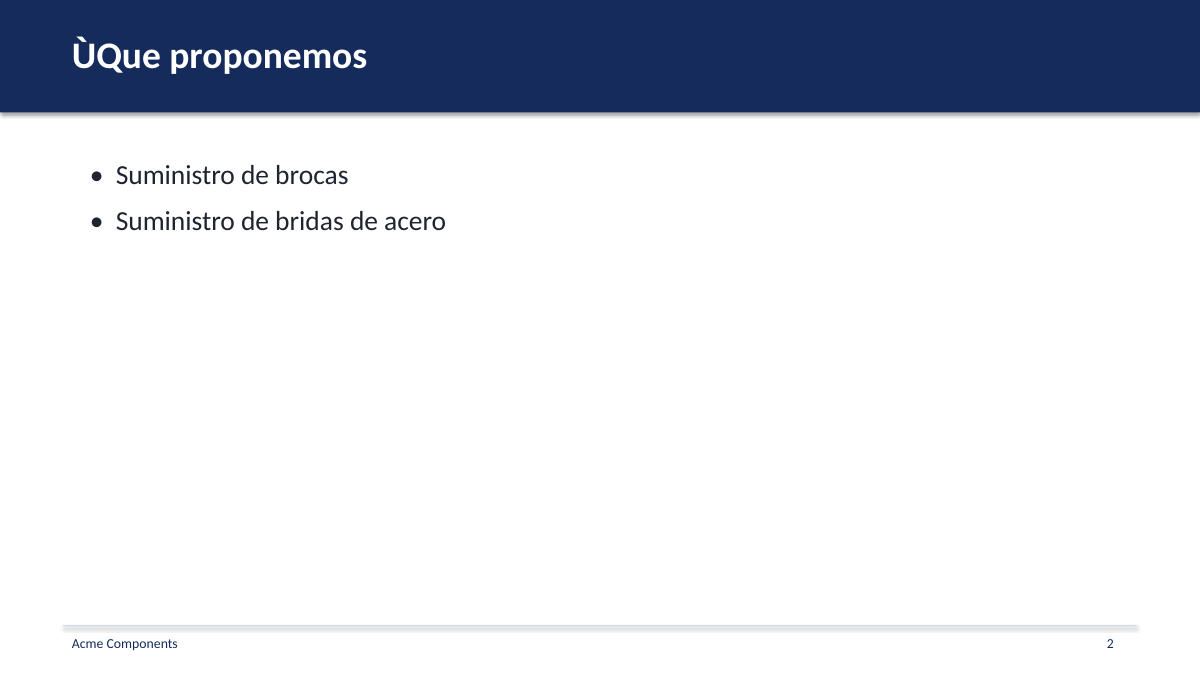 ÙQue proponemos
• Suministro de brocas
• Suministro de bridas de acero
Acme Components
2